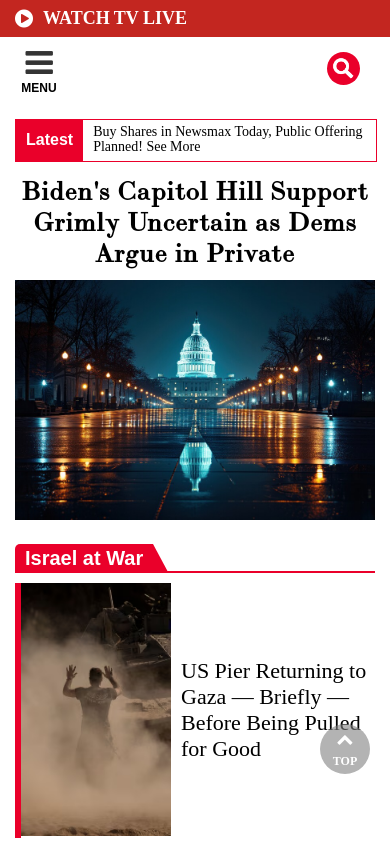 WATCH TV LIVE
MENU
Latest
Buy Shares in Newsmax Today, Public Offering
Planned! See More
Biden's Capitol Hill Support
Grimly Uncertain as Dems
Argue in Private
Israel at War
US Pier Returning to
Gaza — Briefly —
Before Being Pulled
for Good
TOP